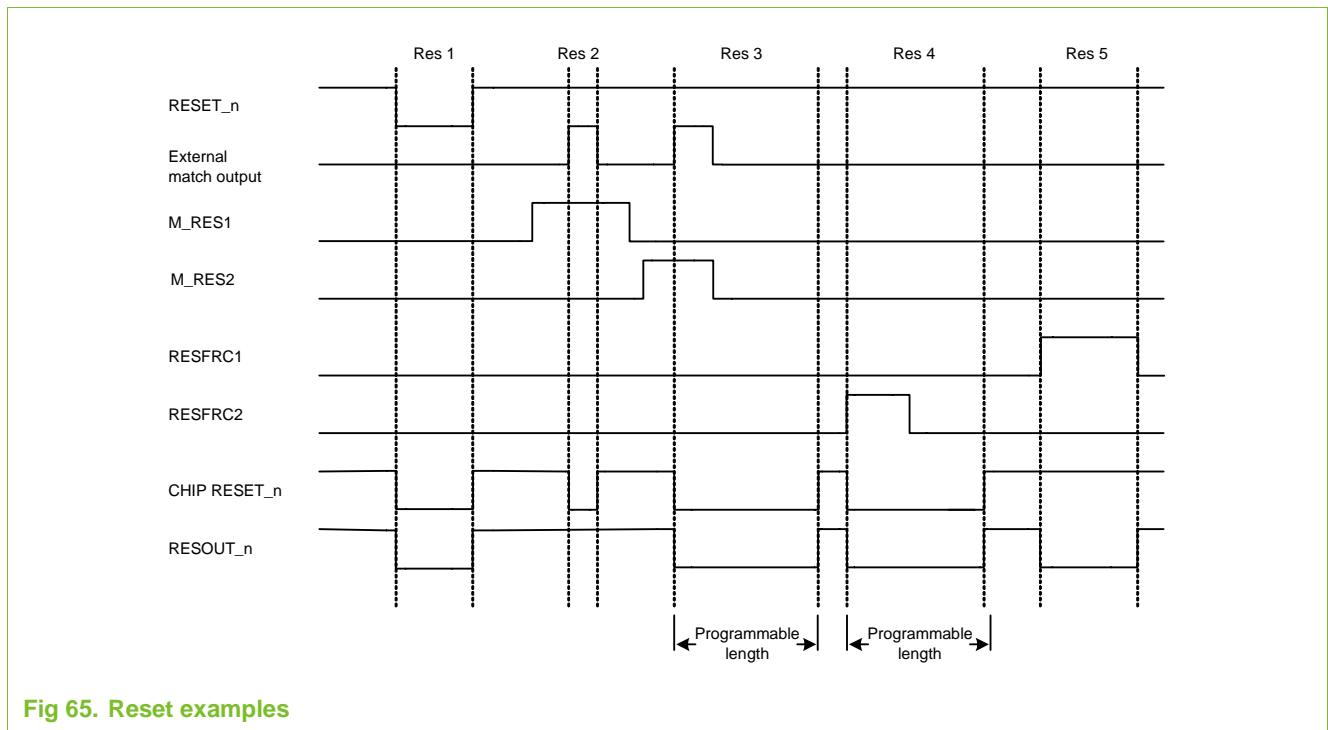 Res 1 Res 2 Res 3 Res 4 Res 5
RESET_n
External
match output
M_RES1
M_RES2
RESFRC1
RESFRC2
CHIP RESET_n
RESOUT_n
Programmable
length
Programmable
length
Fig 65. Reset examples